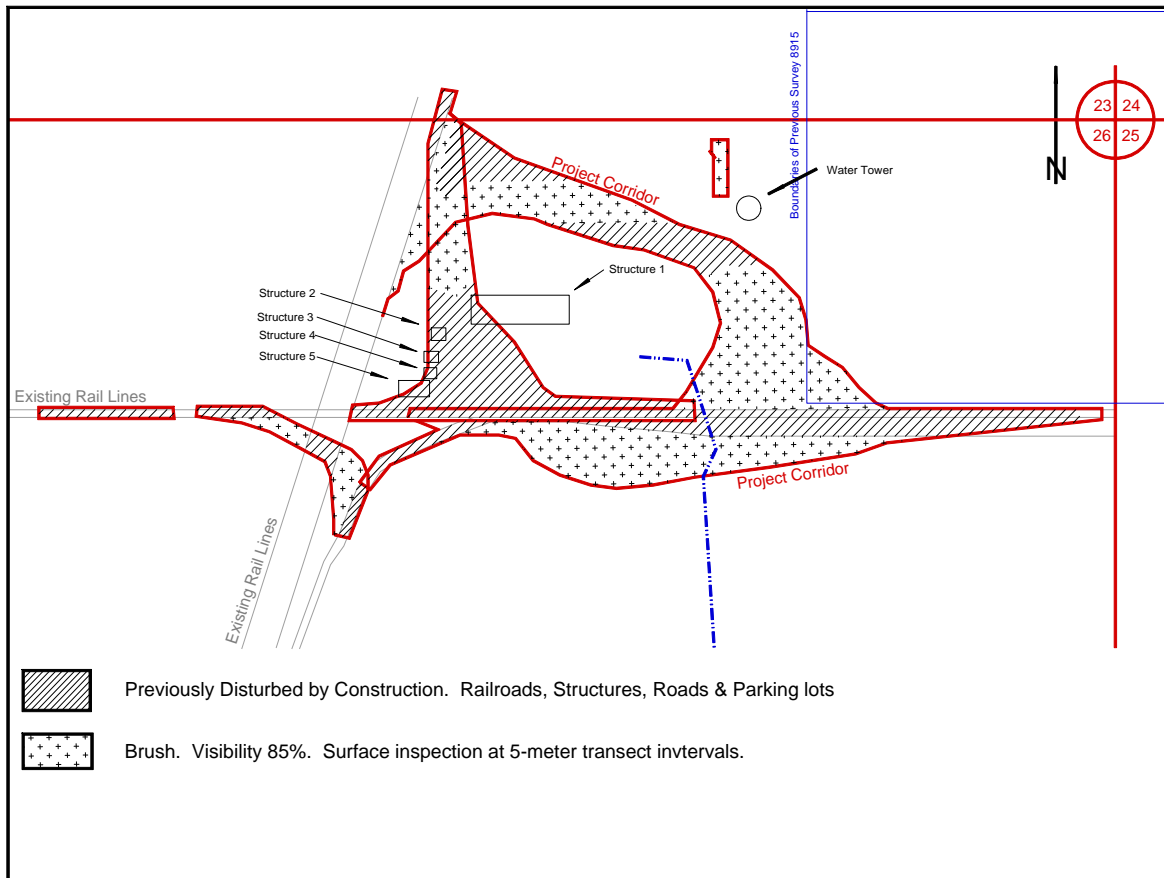 Boundaries of Previous Survey 8915
23 24
26 25
N
Project Corridor
Water Tower
Structure 1
Structure 2
Structure 3
Structure 4
Structure 5
Existing Rail Lines
Project Corridor
Existing Rail Lines
Previously Disturbed by Construction. Railroads, Structures, Roads & Parking lots
Brush. Visibility 85%. Surface inspection at 5-meter transect invtervals.